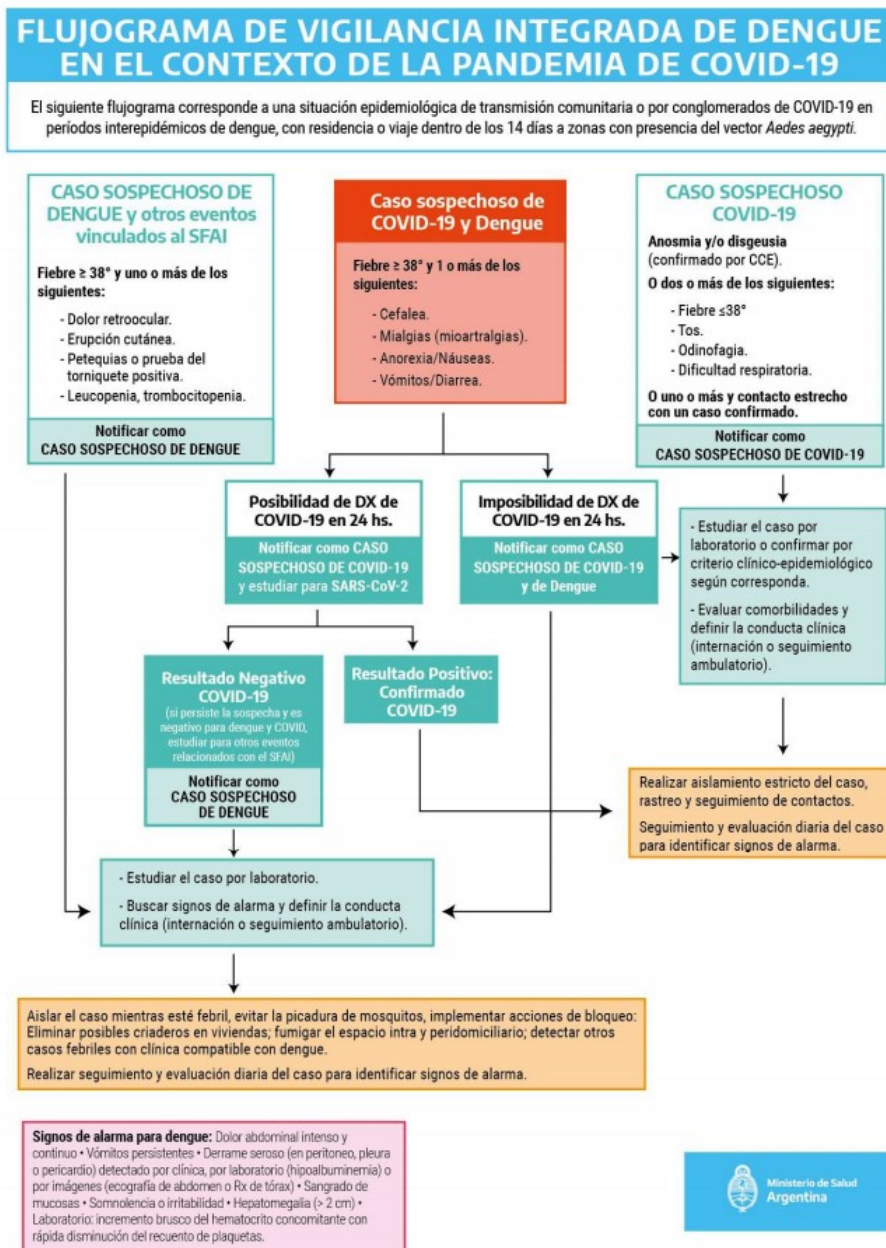 FLUJOGRAMA DE VIGILANCIA INTEGRADA DE DENGUE
EN EL CONTEXTO DE LA PANDEMIA DE COVID-19
El siguiente flujograma corresponde a una situación epidemiológica de transmisión comunitaria o por conglomerados de COVID-19 en
períodos interepidémicos de dengue, con residencia o viaje dentro de los 14 días a zonas con presencia del vector Aedes aegypti.
CASO SOSPECHOSO DE
DENGUE y otros eventos
vinculados al SFAI
Fiebre ≥ 38° y uno o más de los
siguientes:
- Dolor retroocular.
- Erupción cutánea.
- Petequias o prueba del
torniquete positiva.
- Leucopenia, trombocitopenia.
Notificar como
CASO SOSPECHOSO DE DENGUE
Caso sospechoso de
COVID-19 y Dengue
Fiebre ≥ 38° y 1 o más de los
siguientes:
- Cefalea.
- Mialgias (mioartralgias).
- Anorexia/Náuseas.
- Vómitos/Diarrea.
CASO SOSPECHOSO
COVID-19
Anosmia y/o disgeusia
(confirmado por CCE).
O dos o más de los siguientes:
- Fiebre ≤38°
- Tos.
- Odinofagia.
- Dificultad respiratoria.
O uno o más y contacto estrecho
con un caso confirmado.
Notificar como
CASO SOSPECHOSO DE COVID-19
Posibilidad de DX de
COVID-19 en 24 hs.
Notificar como CASO
SOSPECHOSO DE COVID-19
y estudiar para SARS-CoV-2
Imposibilidad de DX de
COVID-19 en 24 hs.
Notificar como CASO
SOSPECHOSO DE COVID-19
y de Dengue
- Estudiar el caso por
laboratorio o confirmar por
criterio clínico-epidemiológico
según corresponda.
- Evaluar comorbilidades y
definir la conducta clínica
(internación o seguimiento
ambulatorio).
Resultado Negativo
COVID-19
(si persiste la sospecha y es
negativo para dengue y COVID,
estudiar para otros eventos
relacionados con el SFAI)
Notificar como
CASO SOSPECHOSO
DE DENGUE
Resultado Positivo:
Confirmado
COVID-19
Realizar aislamiento estricto del caso,
rastreo y seguimiento de contactos.
Seguimiento y evaluación diaria del caso
para identificar signos de alarma.
- Estudiar el caso por laboratorio.
- Buscar signos de alarma y definir la conducta
clínica (internación o seguimiento ambulatorio).
Aislar el caso mientras esté febril, evitar la picadura de mosquitos, implementar acciones de bloqueo:
Eliminar posibles criaderos en viviendas; fumigar el espacio intra y peridomiciliario; detectar otros
casos febriles con clínica compatible con dengue.
Realizar seguimiento y evaluación diaria del caso para identificar signos de alarma.
Signos de alarma para dengue: Dolor abdominal intenso y
continuo • Vómitos persistentes • Derrame seroso (en peritoneo, pleura
o pericardio) detectado por clínica, por laboratorio (hipoalbuminemia) o
por imágenes (ecografía de abdomen o Rx de tórax) • Sangrado de
mucosas • Somnolencia o irritabilidad • Hepatomegalia (> 2 cm) •
Laboratorio: incremento brusco del hematocrito concomitante con
rápida disminución del recuento de plaquetas.
Ministerio de Salud
Argentina